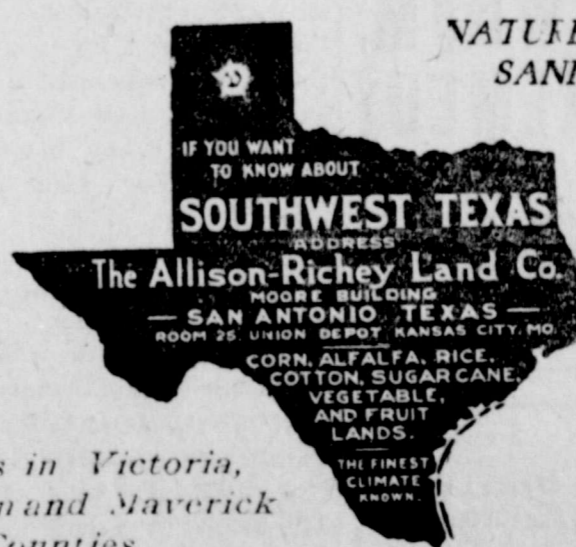 NATURE
IF YOU WANT
TO KNOW ABOUT
SOUTHWEST TEXAS
ADDRESS
The Allison-Richey Land Co.
MOORE BUILDING
— SAN ANTONIO, TEXAS —
ROOM 25, UNION DEPOT KANSAS CITY, MO.
CORN, ALFALFA, RICE,
COTTON, SUGAR CANE,
VEGETABLE,
AND FRUIT
LANDS.
THE FINEST
CLIMATE
KNOWN.
in Victoria,
and Maverick
Counties